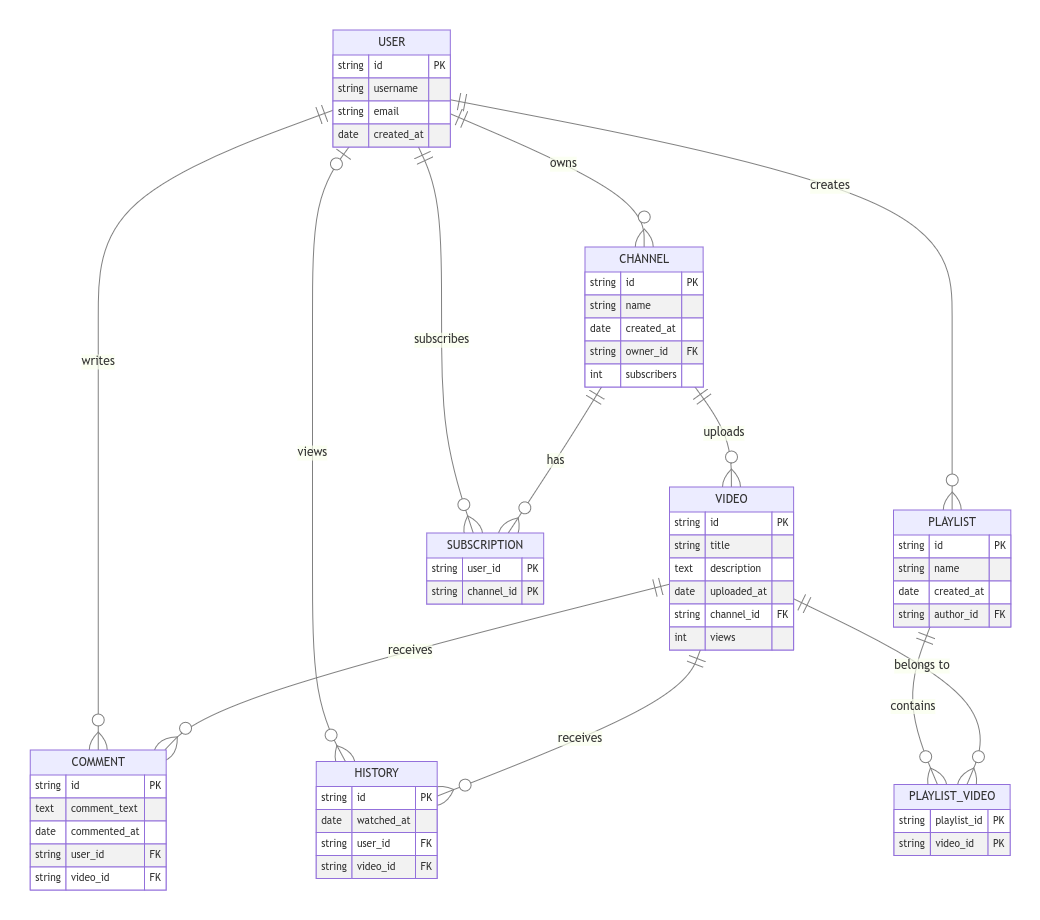 USER
string id PK
string username
string email
date created_at
owns
creates
CHANNEL
string id PK
string name
date created_at
string owner_id FK
int subscribers
writes
views
subscribes
has
uploads
VIDEO
string id PK
string title
text description
date uploaded_at
string channel_id FK
int views
PLAYLIST
string id PK
string name
date created_at
string author_id FK
SUBSCRIPTION
string user_id PK
string channel_id PK
receives
receives
belongs to
contains
COMMENT
string id PK
text comment_text
date commented_at
string user_id FK
string video_id FK
HISTORY
string id PK
date watched_at
string user_id FK
string video_id FK
PLAYLIST_VIDEO
string playlist_id PK
string video_id PK